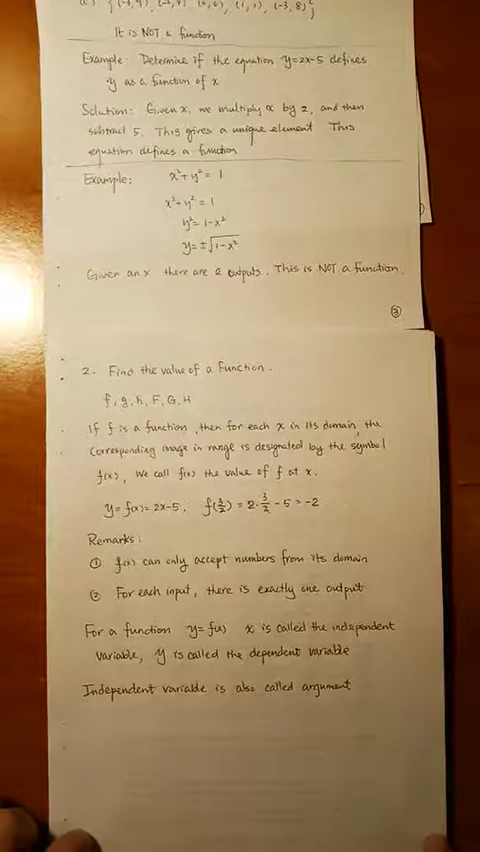 (-3,8)}
It is NOT a function
Example: Determine if the equation y=2x-5 defines
y as a function of x
Solution: Given x, we multiply x by 2, and then
subtract 5. This gives a unique element This
equation defines a function
Example: x²+y²=1
x²+y²=1
y²=1-x²
y=±√(1-x²)
Given an x there are 2 outputs. This is NOT a function.
③
2. Find the value of a Function.
f, g, h, F, G, H
If f is a function, then for each x in its domain, the
corresponding image in range is designated by the symbol
f(x), We call f(x) the value of f at x.
y=f(x)=2x-5. f(3/2)=2·3/2-5=-2
Remarks:
① f(x) can only accept numbers from its domain
② For each input, there is exactly one output
For a function y=f(x) x is called the independent
variable, y is called the dependent variable
Independent variable is also called argument